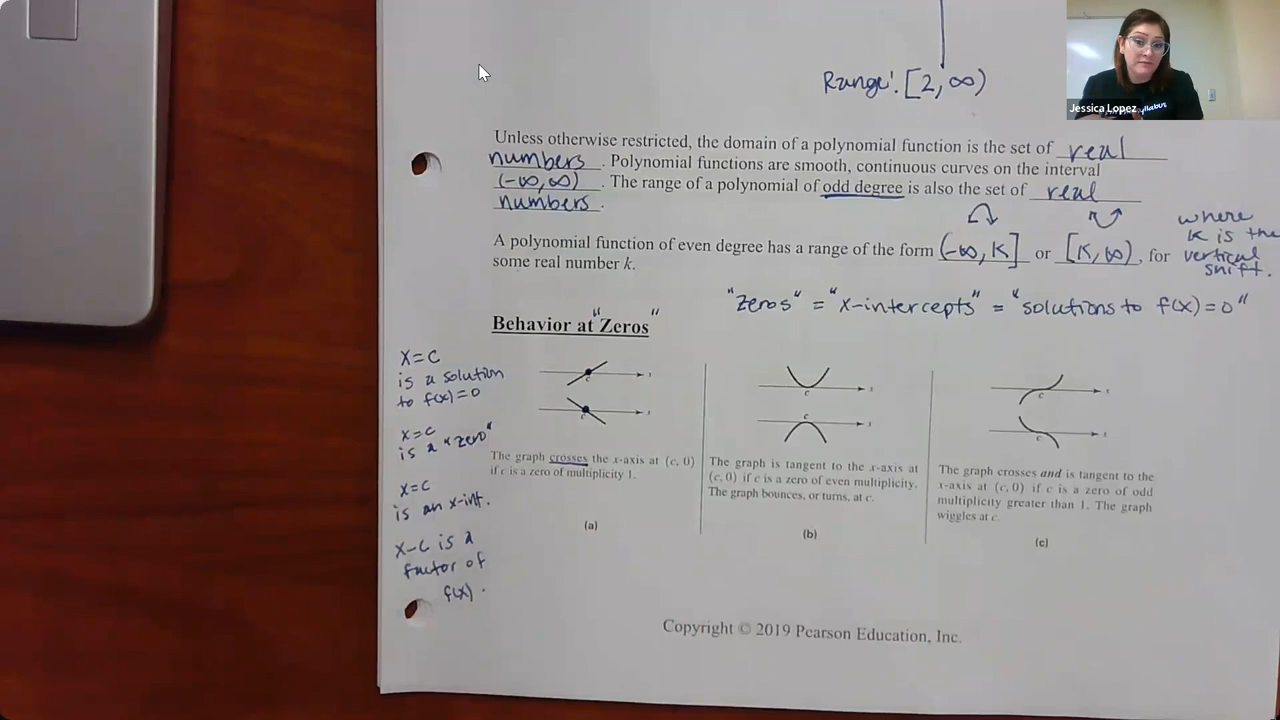 Range: [2, ∞)
Jessica Lopez
Unless otherwise restricted, the domain of a polynomial function is the set of real
numbers. Polynomial functions are smooth, continuous curves on the interval
(-∞, ∞). The range of a polynomial of odd degree is also the set of real
numbers.
A polynomial function of even degree has a range of the form (-∞, K] or [K, ∞), for
some real number k.
where
K is the
vertical
shift.
"Zeros" = "x-intercepts" = "solutions to f(x)=0"
Behavior at "Zeros"
x=c
is a solution
to f(x)=0
x=c
is a "zero"
x=c
is an x-int.
x-c is a
factor of
f(x).
c x
c x
The graph crosses the x-axis at (c, 0)
if c is a zero of multiplicity 1.
(a)
c x
c x
The graph is tangent to the x-axis at
(c, 0) if c is a zero of even multiplicity.
The graph bounces, or turns, at c.
(b)
c x
c x
The graph crosses and is tangent to the
x-axis at (c, 0) if c is a zero of odd
multiplicity greater than 1. The graph
wiggles at c.
(c)
Copyright © 2019 Pearson Education, Inc.